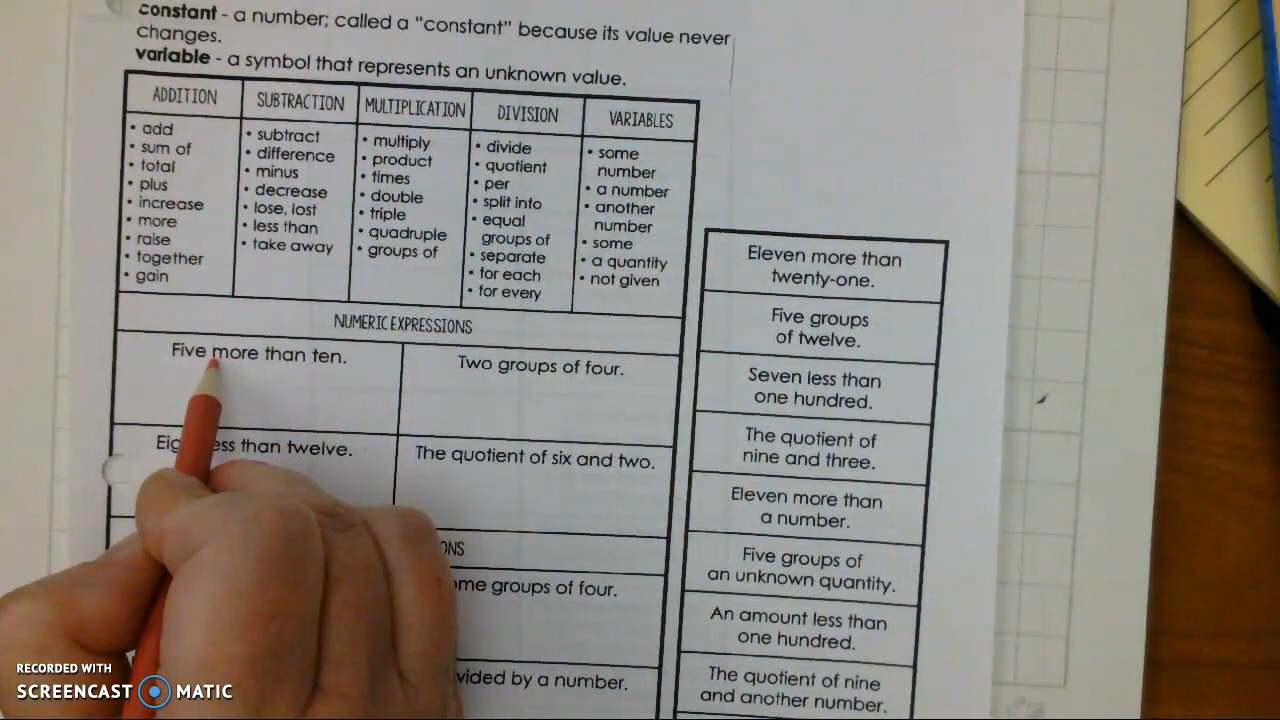 constant - a number; called a "constant" because its value never
changes.
variable - a symbol that represents an unknown value.
ADDITION
• add
• sum of
• total
• plus
• increase
• more
• raise
• together
• gain
SUBTRACTION
• subtract
• difference
• minus
• decrease
• lose, lost
• less than
• take away
MULTIPLICATION
• multiply
• product
• times
• double
• triple
• quadruple
• groups of
DIVISION
• divide
• quotient
• per
• split into
• equal
groups of
• separate
• for each
• for every
VARIABLES
• some
number
• a number
• another
number
• some
• a quantity
• not given
NUMERIC EXPRESSIONS
Five more than ten.
Two groups of four.
less than twelve.
The quotient of six and two.
groups of four.
by a number.
Eleven more than
twenty-one.
Five groups
of twelve.
Seven less than
one hundred.
The quotient of
nine and three.
Eleven more than
a number.
Five groups of
an unknown quantity.
An amount less than
one hundred.
The quotient of nine
and another number.
RECORDED WITH
SCREENCAST MATIC